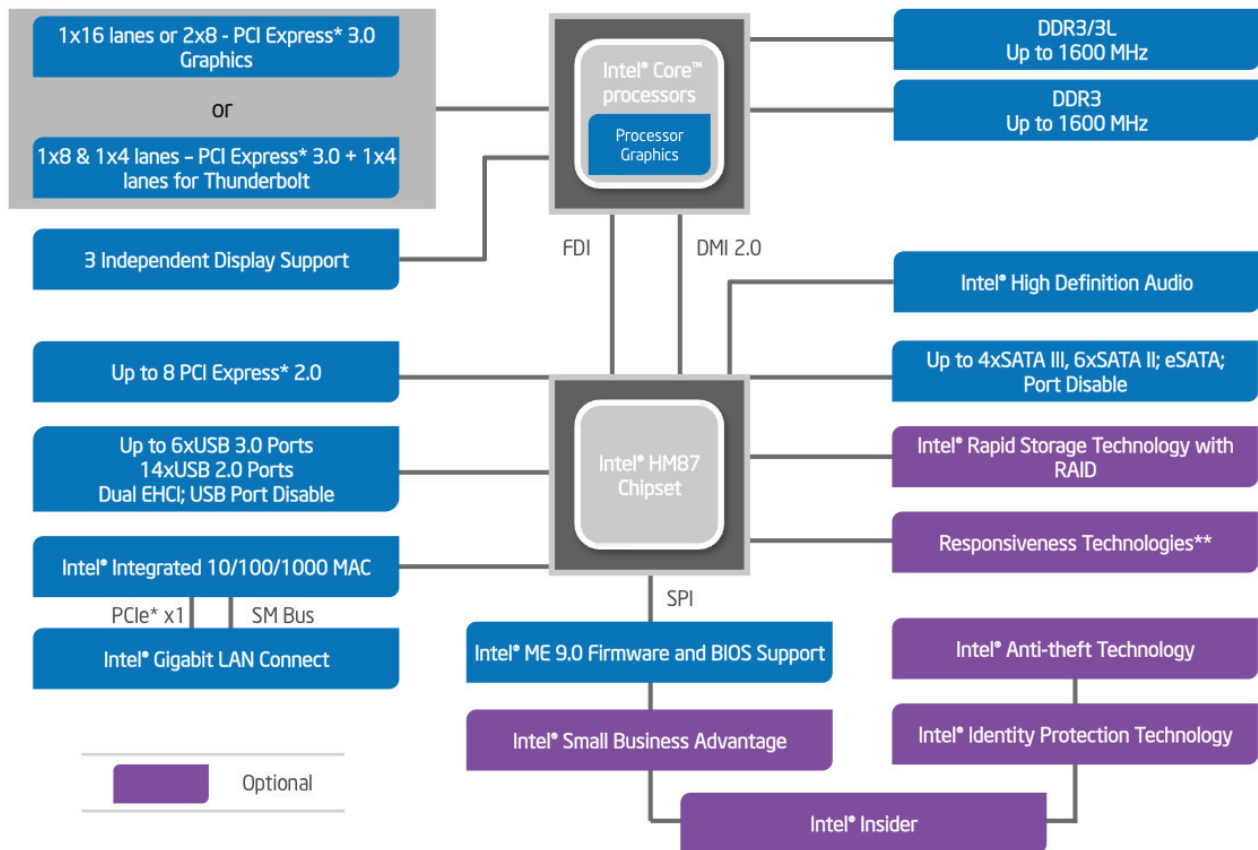 1x16 lanes or 2x8 - PCI Express* 3.0
Graphics
or
1x8 & 1x4 lanes – PCI Express* 3.0 + 1x4
lanes for Thunderbolt
3 Independent Display Support
Intel® Core™
processors
Processor
Graphics
DDR3/3L
Up to 1600 MHz
DDR3
Up to 1600 MHz
FDI
DMI 2.0
Intel® High Definition Audio
Up to 8 PCI Express* 2.0
Up to 4xSATA III, 6xSATA II; eSATA;
Port Disable
Up to 6xUSB 3.0 Ports
14xUSB 2.0 Ports
Dual EHCI; USB Port Disable
Intel® HM87
Chipset
Intel® Rapid Storage Technology with
RAID
Intel® Integrated 10/100/1000 MAC
Responsiveness Technologies**
PCIe* x1
SM Bus
SPI
Intel® Gigabit LAN Connect
Intel® ME 9.0 Firmware and BIOS Support
Intel® Anti-theft Technology
Intel® Small Business Advantage
Intel® Identity Protection Technology
Optional
Intel® Insider